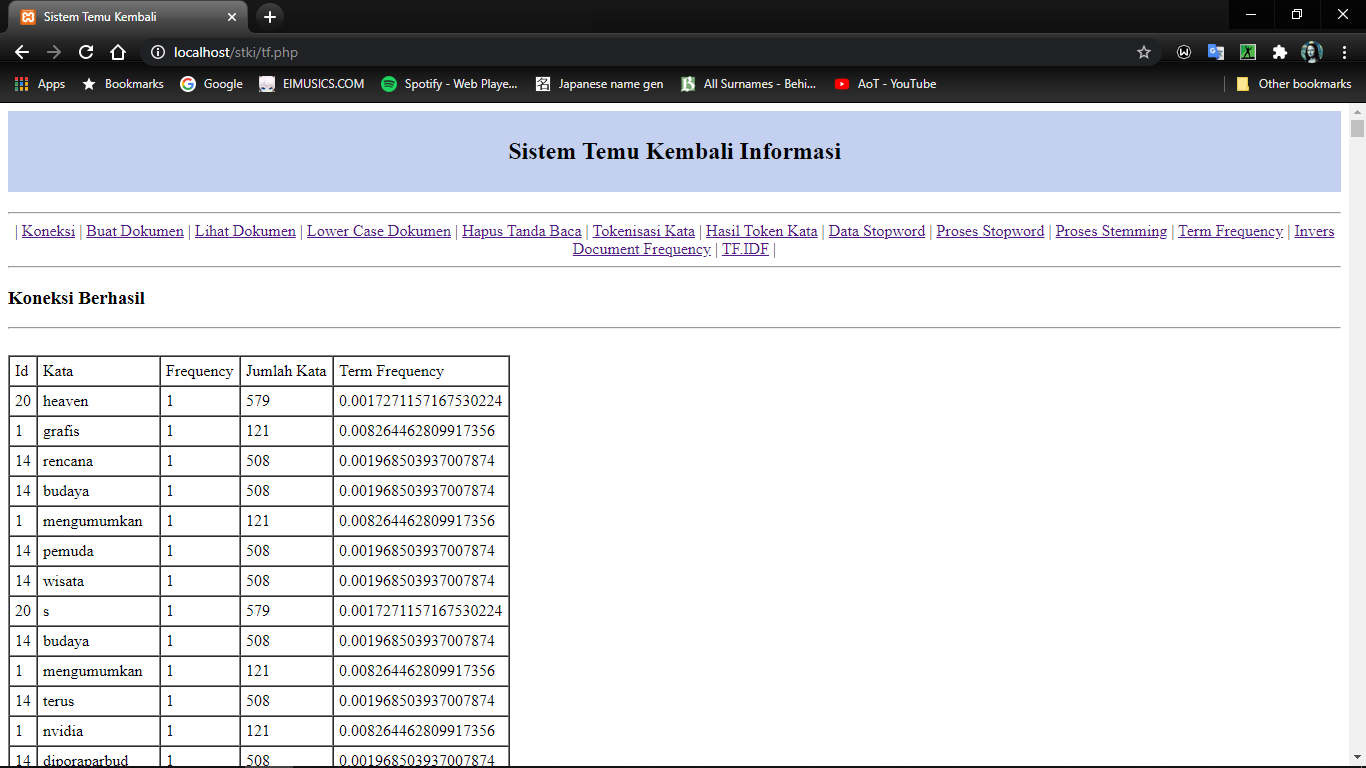 Sistem Temu Kembali
localhost/stki/tf.php
Apps Bookmarks Google EIMUSICS.COM Spotify - Web Playe... Japanese name gen All Surnames - Behi... AoT - YouTube Other bookmarks
Sistem Temu Kembali Informasi
| Koneksi | Buat Dokumen | Lihat Dokumen | Lower Case Dokumen | Hapus Tanda Baca | Tokenisasi Kata | Hasil Token Kata | Data Stopword | Proses Stopword | Proses Stemming | Term Frequency | Invers
Document Frequency | TF.IDF |
Koneksi Berhasil
Id Kata Frequency Jumlah Kata Term Frequency
20 heaven 1 579 0.0017271157167530224
1 grafis 1 121 0.008264462809917356
14 rencana 1 508 0.001968503937007874
14 budaya 1 508 0.001968503937007874
1 mengumumkan 1 121 0.008264462809917356
14 pemuda 1 508 0.001968503937007874
14 wisata 1 508 0.001968503937007874
20 s 1 579 0.0017271157167530224
14 budaya 1 508 0.001968503937007874
1 mengumumkan 1 121 0.008264462809917356
14 terus 1 508 0.001968503937007874
1 nvidia 1 121 0.008264462809917356
14 diporaparbud 1 508 0.001968503937007874